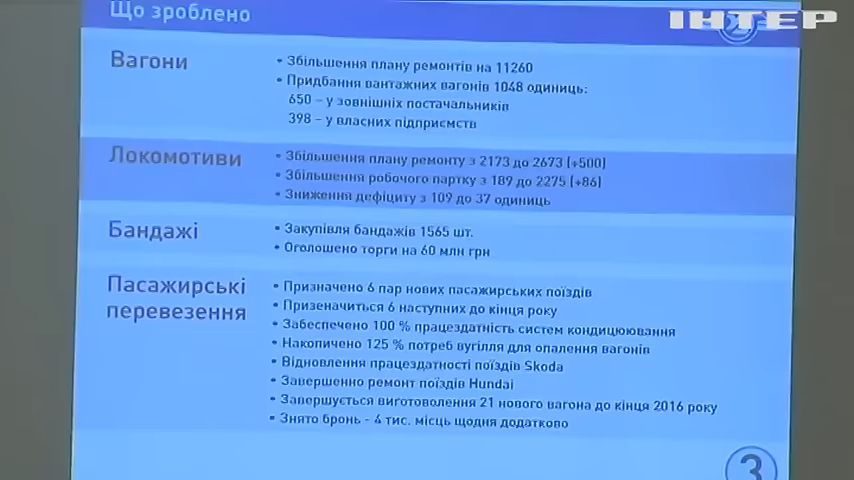 Що зроблено
ІНТЕР
Вагони
• Збільшення плану ремонтів на 11260
• Придбання вантажних вагонів 1048 одиниць:
650 – у зовнішніх постачальників
398 – у власних підприємств
Локомотиви
• Збільшення плану ремонту з 2173 до 2673 (+500)
• Збільшення робочого партку з 189 до 2275 (+86)
• Зниження дефіциту з 109 до 37 одиниць
Бандажі
• Закупівля бандажів 1565 шт.
• Оголошено торги на 60 млн грн
Пасажирські
перевезення
• Призначено 6 пар нових пасажирських поїздів
• Призеначиться 6 наступних до кінця року
• Забеспечено 100 % працездатність систем кондицюювання
• Накопичено 125 % потреб вугілля для опалення вагонів
• Відновлення працездатності поїздів Skoda
• Завершенно ремонт поїздів Hundai
• Завершується виготоволення 21 нового вагона до кінця 2016 року
• Знято бронь - 4 тис. місць щодня додатково
3